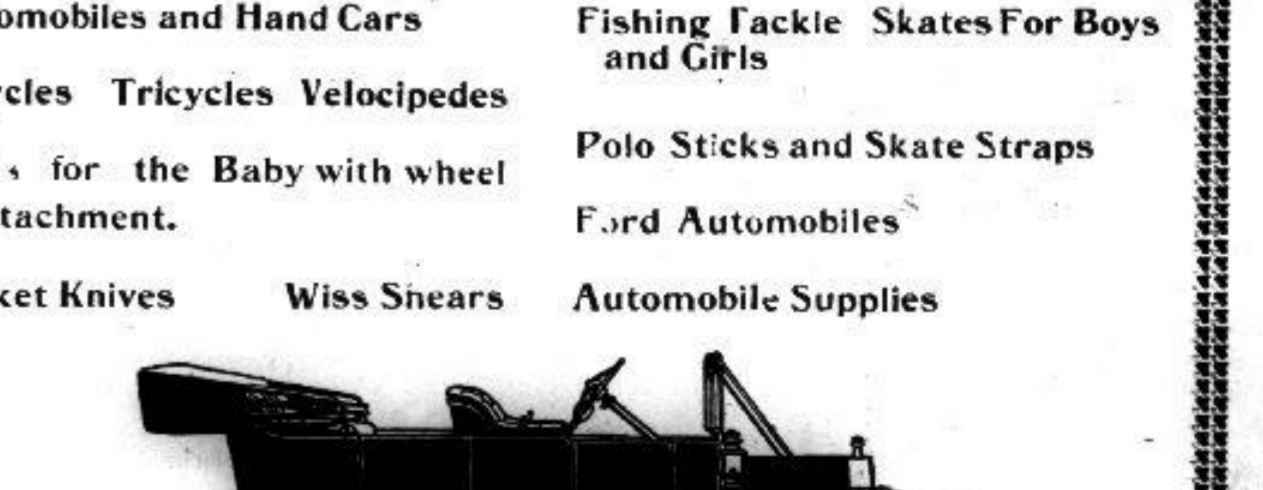 omobiles and Hand Cars
cles Tricycles Velocipedes
for the Baby with wheel
tachment.
ket Knives Wiss Shears
Fishing Tackle Skates For Boys
and Girls
Polo Sticks and Skate Straps
Ford Automobiles
Automobile Supplies